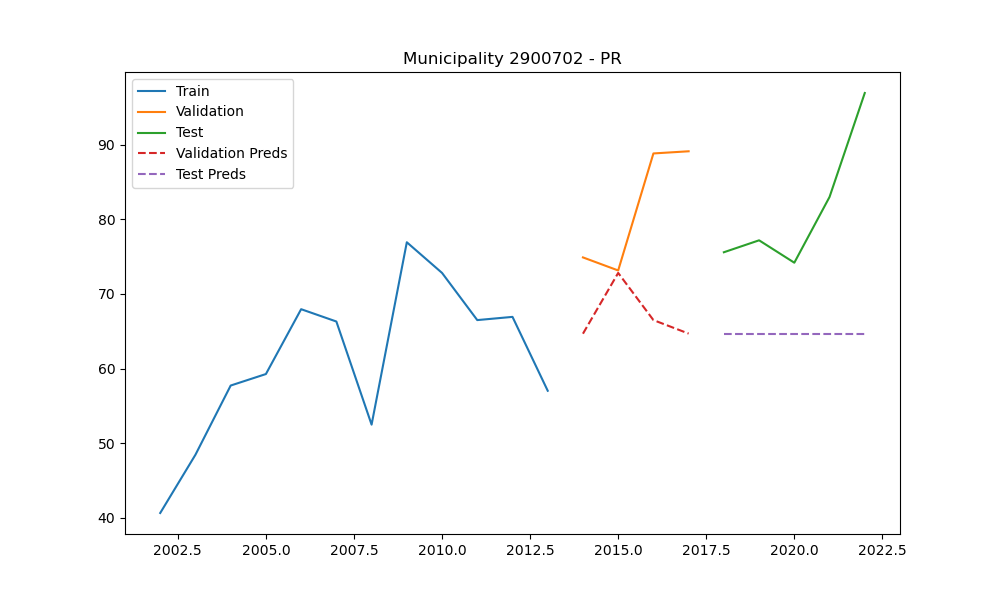 Municipality 2900702 - PR
Train
Validation
Test
Validation Preds
Test Preds
90
80
70
60
50
40
2002.5 2005.0 2007.5 2010.0 2012.5 2015.0 2017.5 2020.0 2022.5